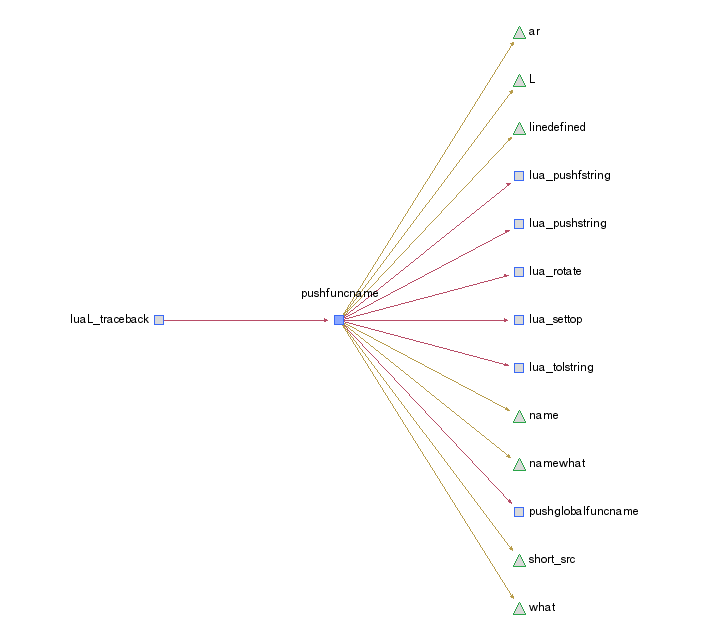 ar
L
linedefined
lua_pushfstring
lua_pushstring
lua_rotate
pushfuncname
luaL_traceback
lua_settop
lua_tolstring
name
namewhat
pushglobalfuncname
short_src
what